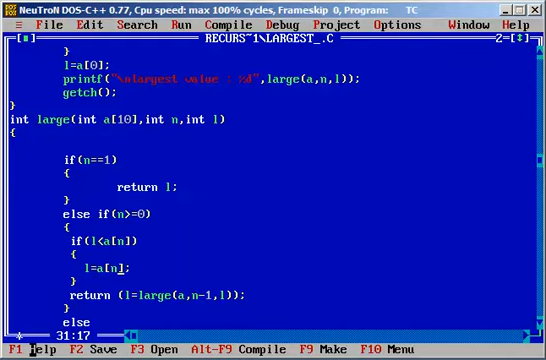 NeuTroN DOS-C++ 0.77, Cpu speed: max 100% cycles, Frameskip 0, Program: TC
≡ File Edit Search Run Compile Debug Project Options Window Help
RECURS~1\LARGEST_.C 2=[↕]
}
l=a[0];
printf("\nlargest value : %d",large(a,n,l));
getch();
}
int large(int a[10],int n,int l)
{
if(n==1)
{
return l;
}
else if(n>=0)
{
if(l<a[n])
{
l=a[n];
}
return (l=large(a,n-1,l));
}
else
31:17
F1 Help F2 Save F3 Open Alt-F9 Compile F9 Make F10 Menu